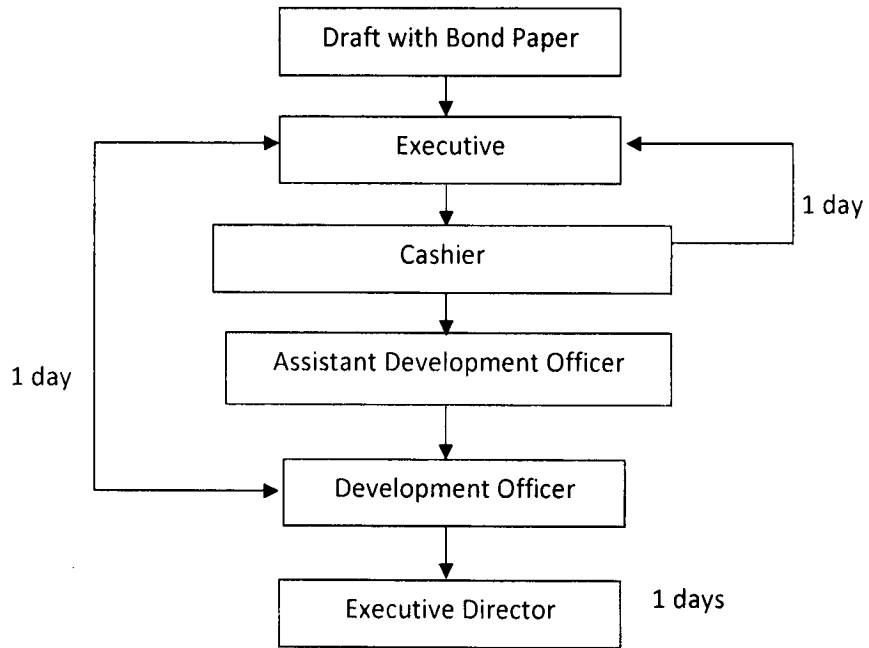 Draft with Bond Paper
Executive
1 day
Cashier
Assistant Development Officer
1 day
Development Officer
Executive Director
1 days